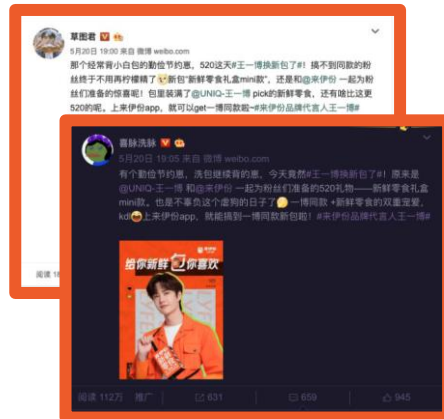 草图君
5月20日 19:00 来自 微博 weibo.com
那个经常背小白包的勤俭节约崽，520这天#王一博换新包了#！搞不到同款的粉
丝终于不用再柠檬精了 新包“新鲜零食礼盒mini款”，还是和@来伊份 一起为粉
丝们准备的惊喜呢！包里装满了@UNIQ-王一博 pick的新鲜零食，还有啥比这更
520的呢。上来伊份app，就可以get一博同款啦~#来伊份品牌代言人王一博#
阅读 18
喜脉洗脉
5月20日 19:05 来自 微博 weibo.com
有个勤俭节约崽，洗包继续背的崽，今天竟然#王一博换新包了#！原来是
@UNIQ-王一博 和@来伊份 一起为粉丝们准备的520礼物——新鲜零食礼盒
mini款。也是不辜负这个虐狗的日子了 一博同款 +新鲜零食的双重宠爱，
kdl 上来伊份app，就能搞到一博同款新包啦！#来伊份品牌代言人王一博#
给你新鲜 包 你喜欢
阅读 112万 推广 631 659 945